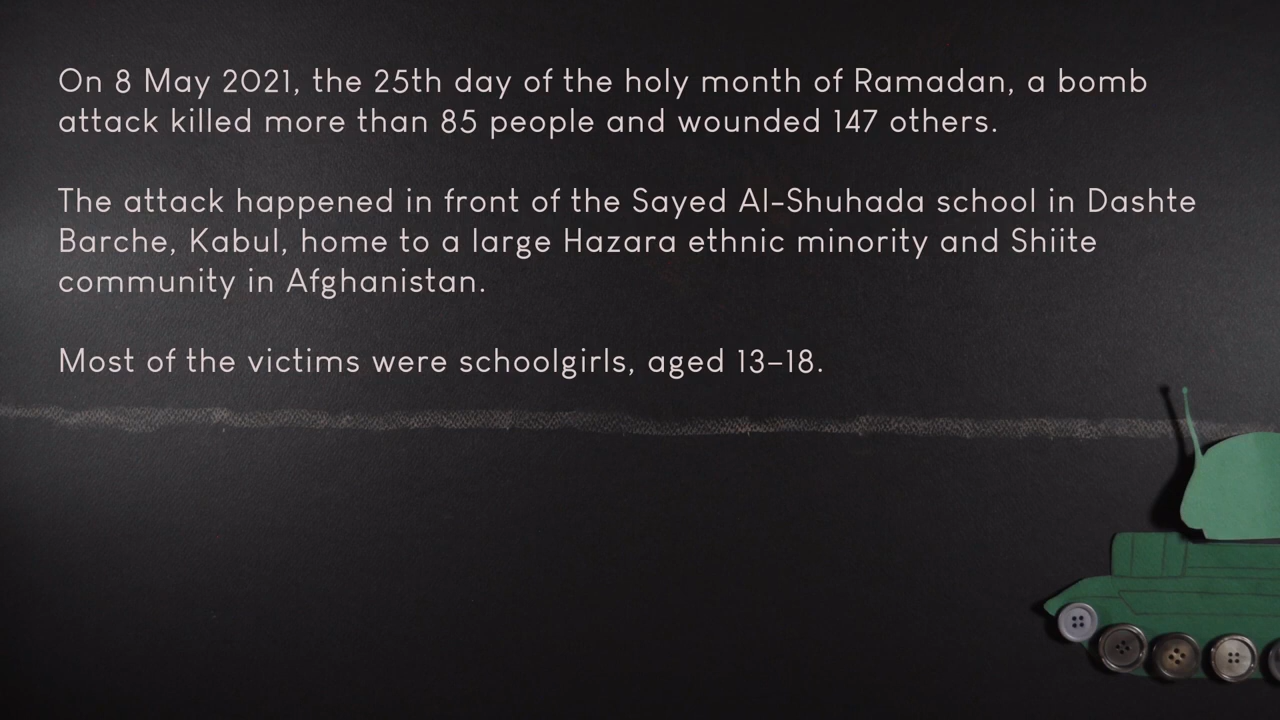 On 8 May 2021, the 25th day of the holy month of Ramadan, a bomb
attack killed more than 85 people and wounded 147 others.
The attack happened in front of the Sayed Al-Shuhada school in Dashte
Barche, Kabul, home to a large Hazara ethnic minority and Shiite
community in Afghanistan.
Most of the victims were schoolgirls, aged 13–18.